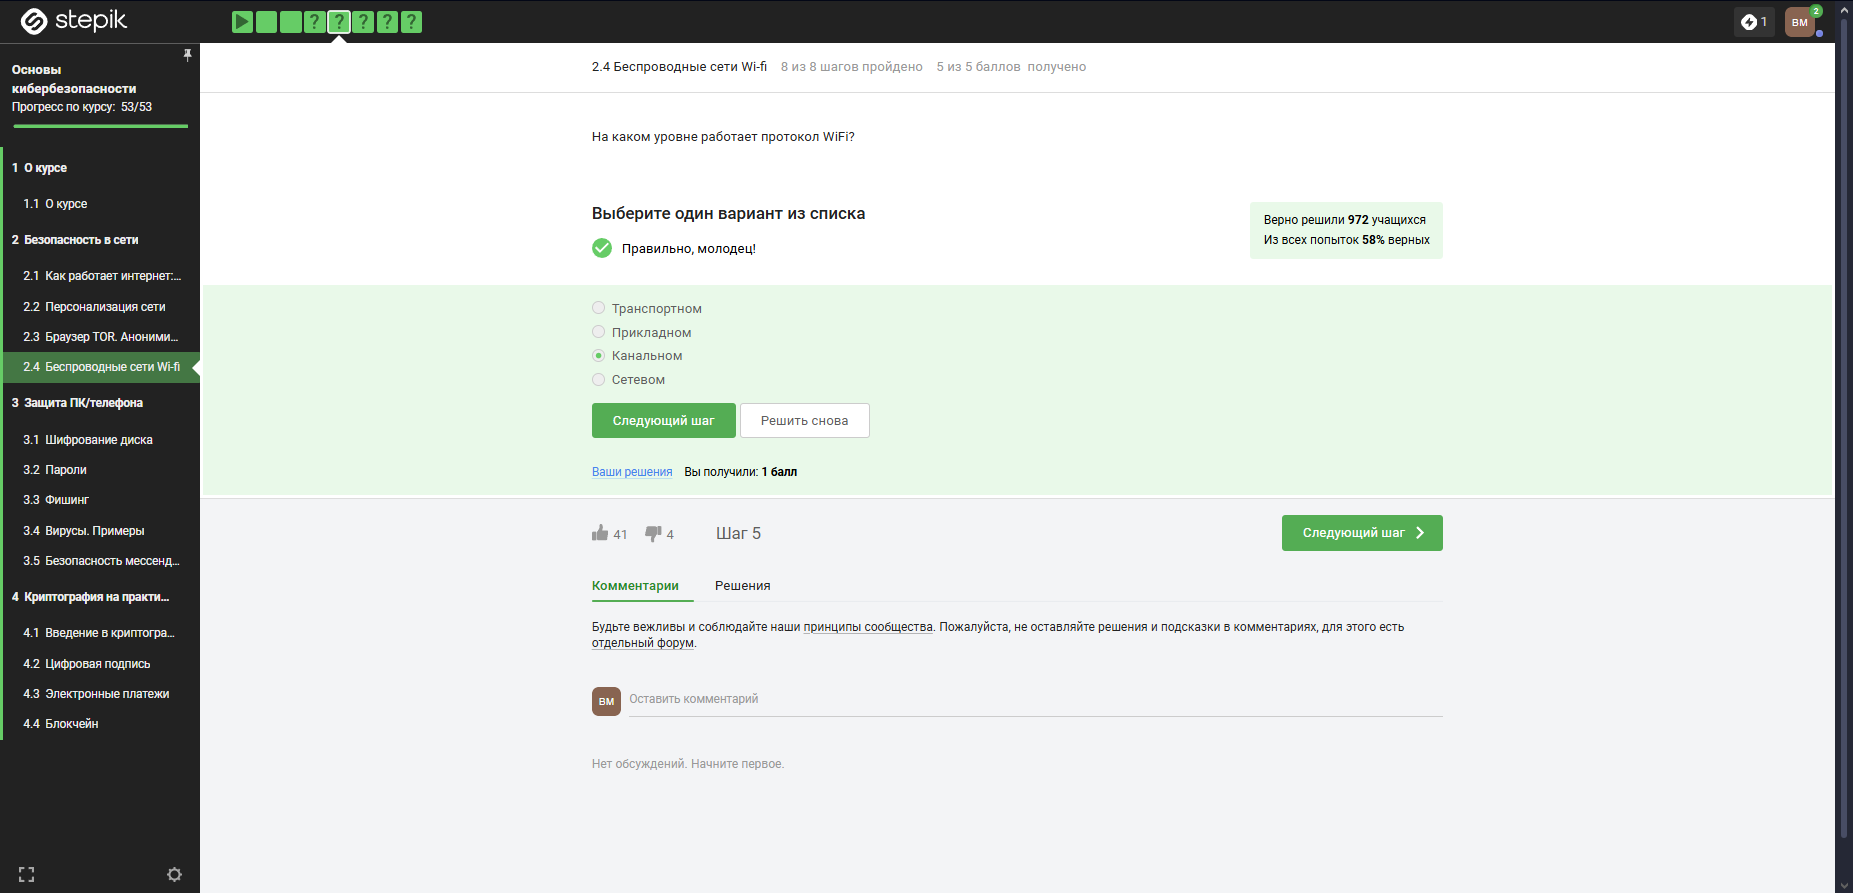 stepik
? ? ? ? ?
1
ВМ
2
Основы
кибербезопасности
Прогресс по курсу: 53/53
1 О курсе
1.1 О курсе
2 Безопасность в сети
2.1 Как работает интернет:...
2.2 Персонализация сети
2.3 Браузер TOR. Аноними...
2.4 Беспроводные сети Wi-fi
3 Защита ПК/телефона
3.1 Шифрование диска
3.2 Пароли
3.3 Фишинг
3.4 Вирусы. Примеры
3.5 Безопасность мессенд...
4 Криптография на практи...
4.1 Введение в криптогра...
4.2 Цифровая подпись
4.3 Электронные платежи
4.4 Блокчейн
2.4 Беспроводные сети Wi-fi 8 из 8 шагов пройдено 5 из 5 баллов получено
На каком уровне работает протокол WiFi?
Выберите один вариант из списка
Правильно, молодец!
Верно решили 972 учащихся
Из всех попыток 58% верных
Транспортном
Прикладном
Канальном
Сетевом
Следующий шаг Решить снова
Ваши решения Вы получили: 1 балл
41 4 Шаг 5 Следующий шаг
Комментарии Решения
Будьте вежливы и соблюдайте наши принципы сообщества. Пожалуйста, не оставляйте решения и подсказки в комментариях, для этого есть
отдельный форум.
ВМ Оставить комментарий
Нет обсуждений. Начните первое.